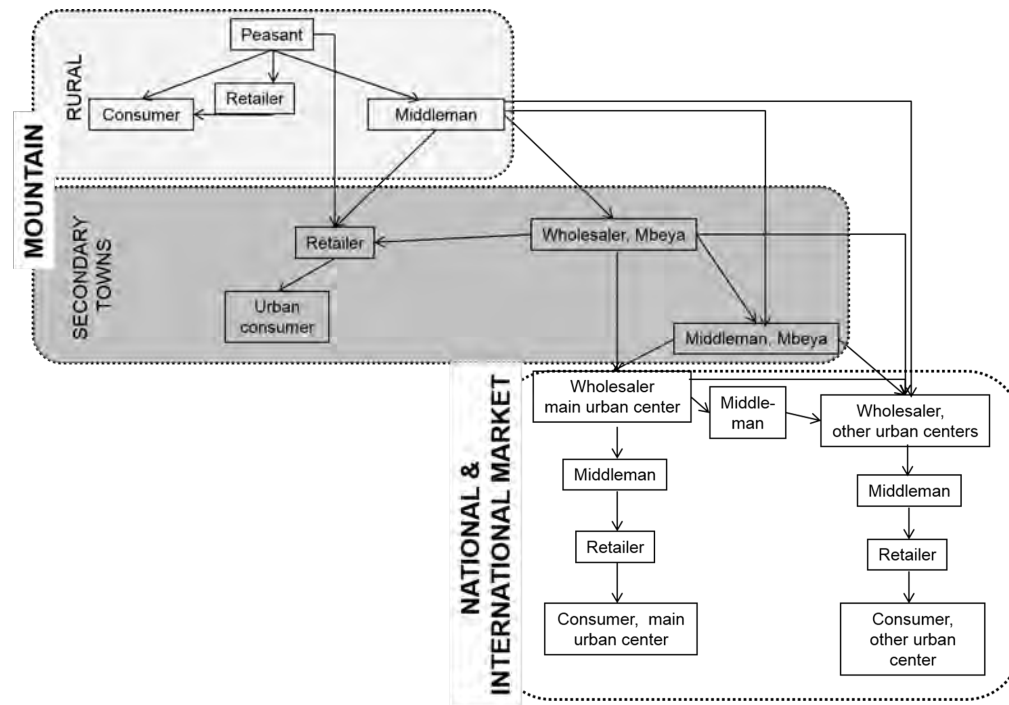 MOUNTAIN
RURAL
Peasant
Retailer
Consumer
Middleman
SECONDARY
TOWNS
Retailer
Wholesaler, Mbeya
Urban
consumer
Middleman, Mbeya
NATIONAL &
INTERNATIONAL MARKET
Wholesaler
main urban center
Middle-
man
Wholesaler,
other urban centers
Middleman
Middleman
Retailer
Retailer
Consumer, main
urban center
Consumer,
other urban
center